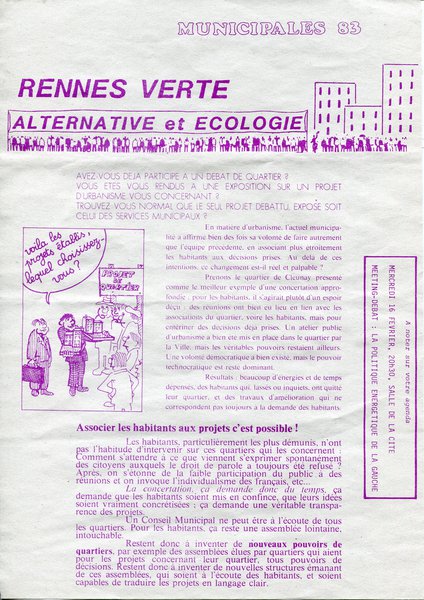 MUNICIPALES 83
RENNES VERTE
ALTERNATIVE et ECOLOGIE
AVEZ-VOUS DEJA PARTICIPE A UN DEBAT DE QUARTIER ?
VOUS ETES VOUS RENDUS A UNE EXPOSITION SUR UN PROJET
D'URBANISME VOUS CONCERNANT ?
TROUVEZ VOUS NORMAL QUE LE SEUL PROJET DEBATTU, EXPOSE SOIT
CELUI DES SERVICES MUNICIPAUX ?
voilà les
projets étalés,
lequel choisissez-
vous ?
PROJET
DE
QUARTIER
En matière d'urbanisme, l'actuel municipa-
lité a affirmé bien des fois sa volonté de faire autrement
que l'équipe précédente, en associant plus étroitement
les habitants aux décisions prises. Au delà de ces
intentions, ce changement est-il réel et palpable ?
Prenons le quartier de Cleunay, présenté
comme le meilleur exemple d'une concertation appro-
fondie : pour les habitants, il s'agirait plutôt d'un espoir
déçu : des réunions ont bien eu lieu en lien avec les
associations du quartier, voire les habitants, mais pour
entériner des décisions déjà prises. Un atelier public
d'urbanisme a bien été mis en place dans le quartier par
la Ville, mais les véritables pouvoirs restaient ailleurs.
Une volonté démocratique a bien existé, mais le pouvoir
technocratique est resté dominant.
Résultats : beaucoup d'énergies et de temps
dépensés, des habitants qui, lassés ou inquiets, ont quitté
leur quartier, et des travaux d'amélioration qui ne
correspondent pas toujours à la demande des habitants.
A noter sur votre agenda
MERCREDI 16 FEVRIER, 20h30, SALLE DE LA CITE
MEETING-DEBAT : LA POLITIQUE ENERGETIQUE DE LA GAUCHE
Associer les habitants aux projets c'est possible !
Les habitants, particulièrement les plus démunis, n'ont
pas l'habitude d'intervenir sur ces quartiers qui les concernent :
Comment s'attendre à ce que viennent s'exprimer spontanément
des citoyens auxquels le droit de parole a toujours été refusé ?
Après, on s'étonne de la faible participation du public à des
réunions et on invoque l'individualisme des français, etc...
La concertation, ça demande donc du temps, ça
demande que les habitants soient mis en confince, que leurs idées
soient vraiment concrétisées ; ça demande une véritable transpa-
rence des projets.
Un Conseil Municipal ne peut être à l'écoute de tous
les quartiers. Pour les habitants, ça reste une assemblée lointaine,
intouchable.
Restent donc à inventer de nouveaux pouvoirs de
quartiers, par exemple des assemblées élues par quartiers qui aient
pour les projets concernant leur quartier, tous pouvoirs de
décisions. Restent donc à inventer de nouvelles structures émanant
de ces assemblées, qui soient à l'écoute des habitants, et soient
capables de traduire les projets en langage clair.